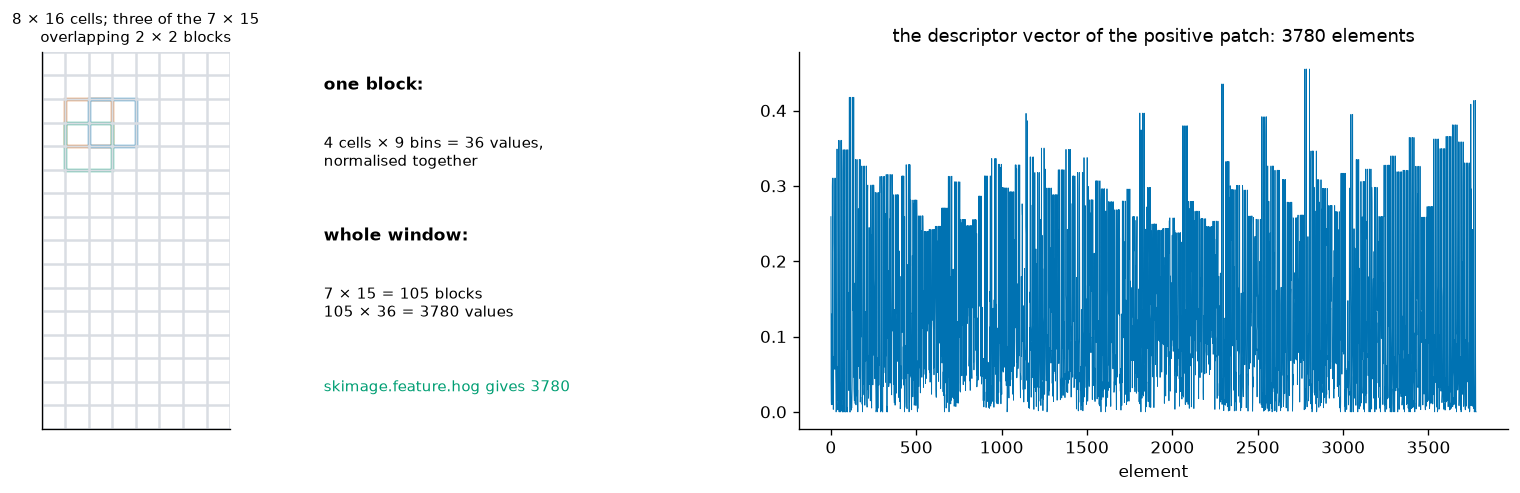 8 × 16 cells; three of the 7 × 15
overlapping 2 × 2 blocks
one block:
4 cells × 9 bins = 36 values,
normalised together
whole window:
7 × 15 = 105 blocks
105 × 36 = 3780 values
skimage.feature.hog gives 3780
the descriptor vector of the positive patch: 3780 elements
0.4
0.3
0.2
0.1
0.0
0 500 1000 1500 2000 2500 3000 3500
element